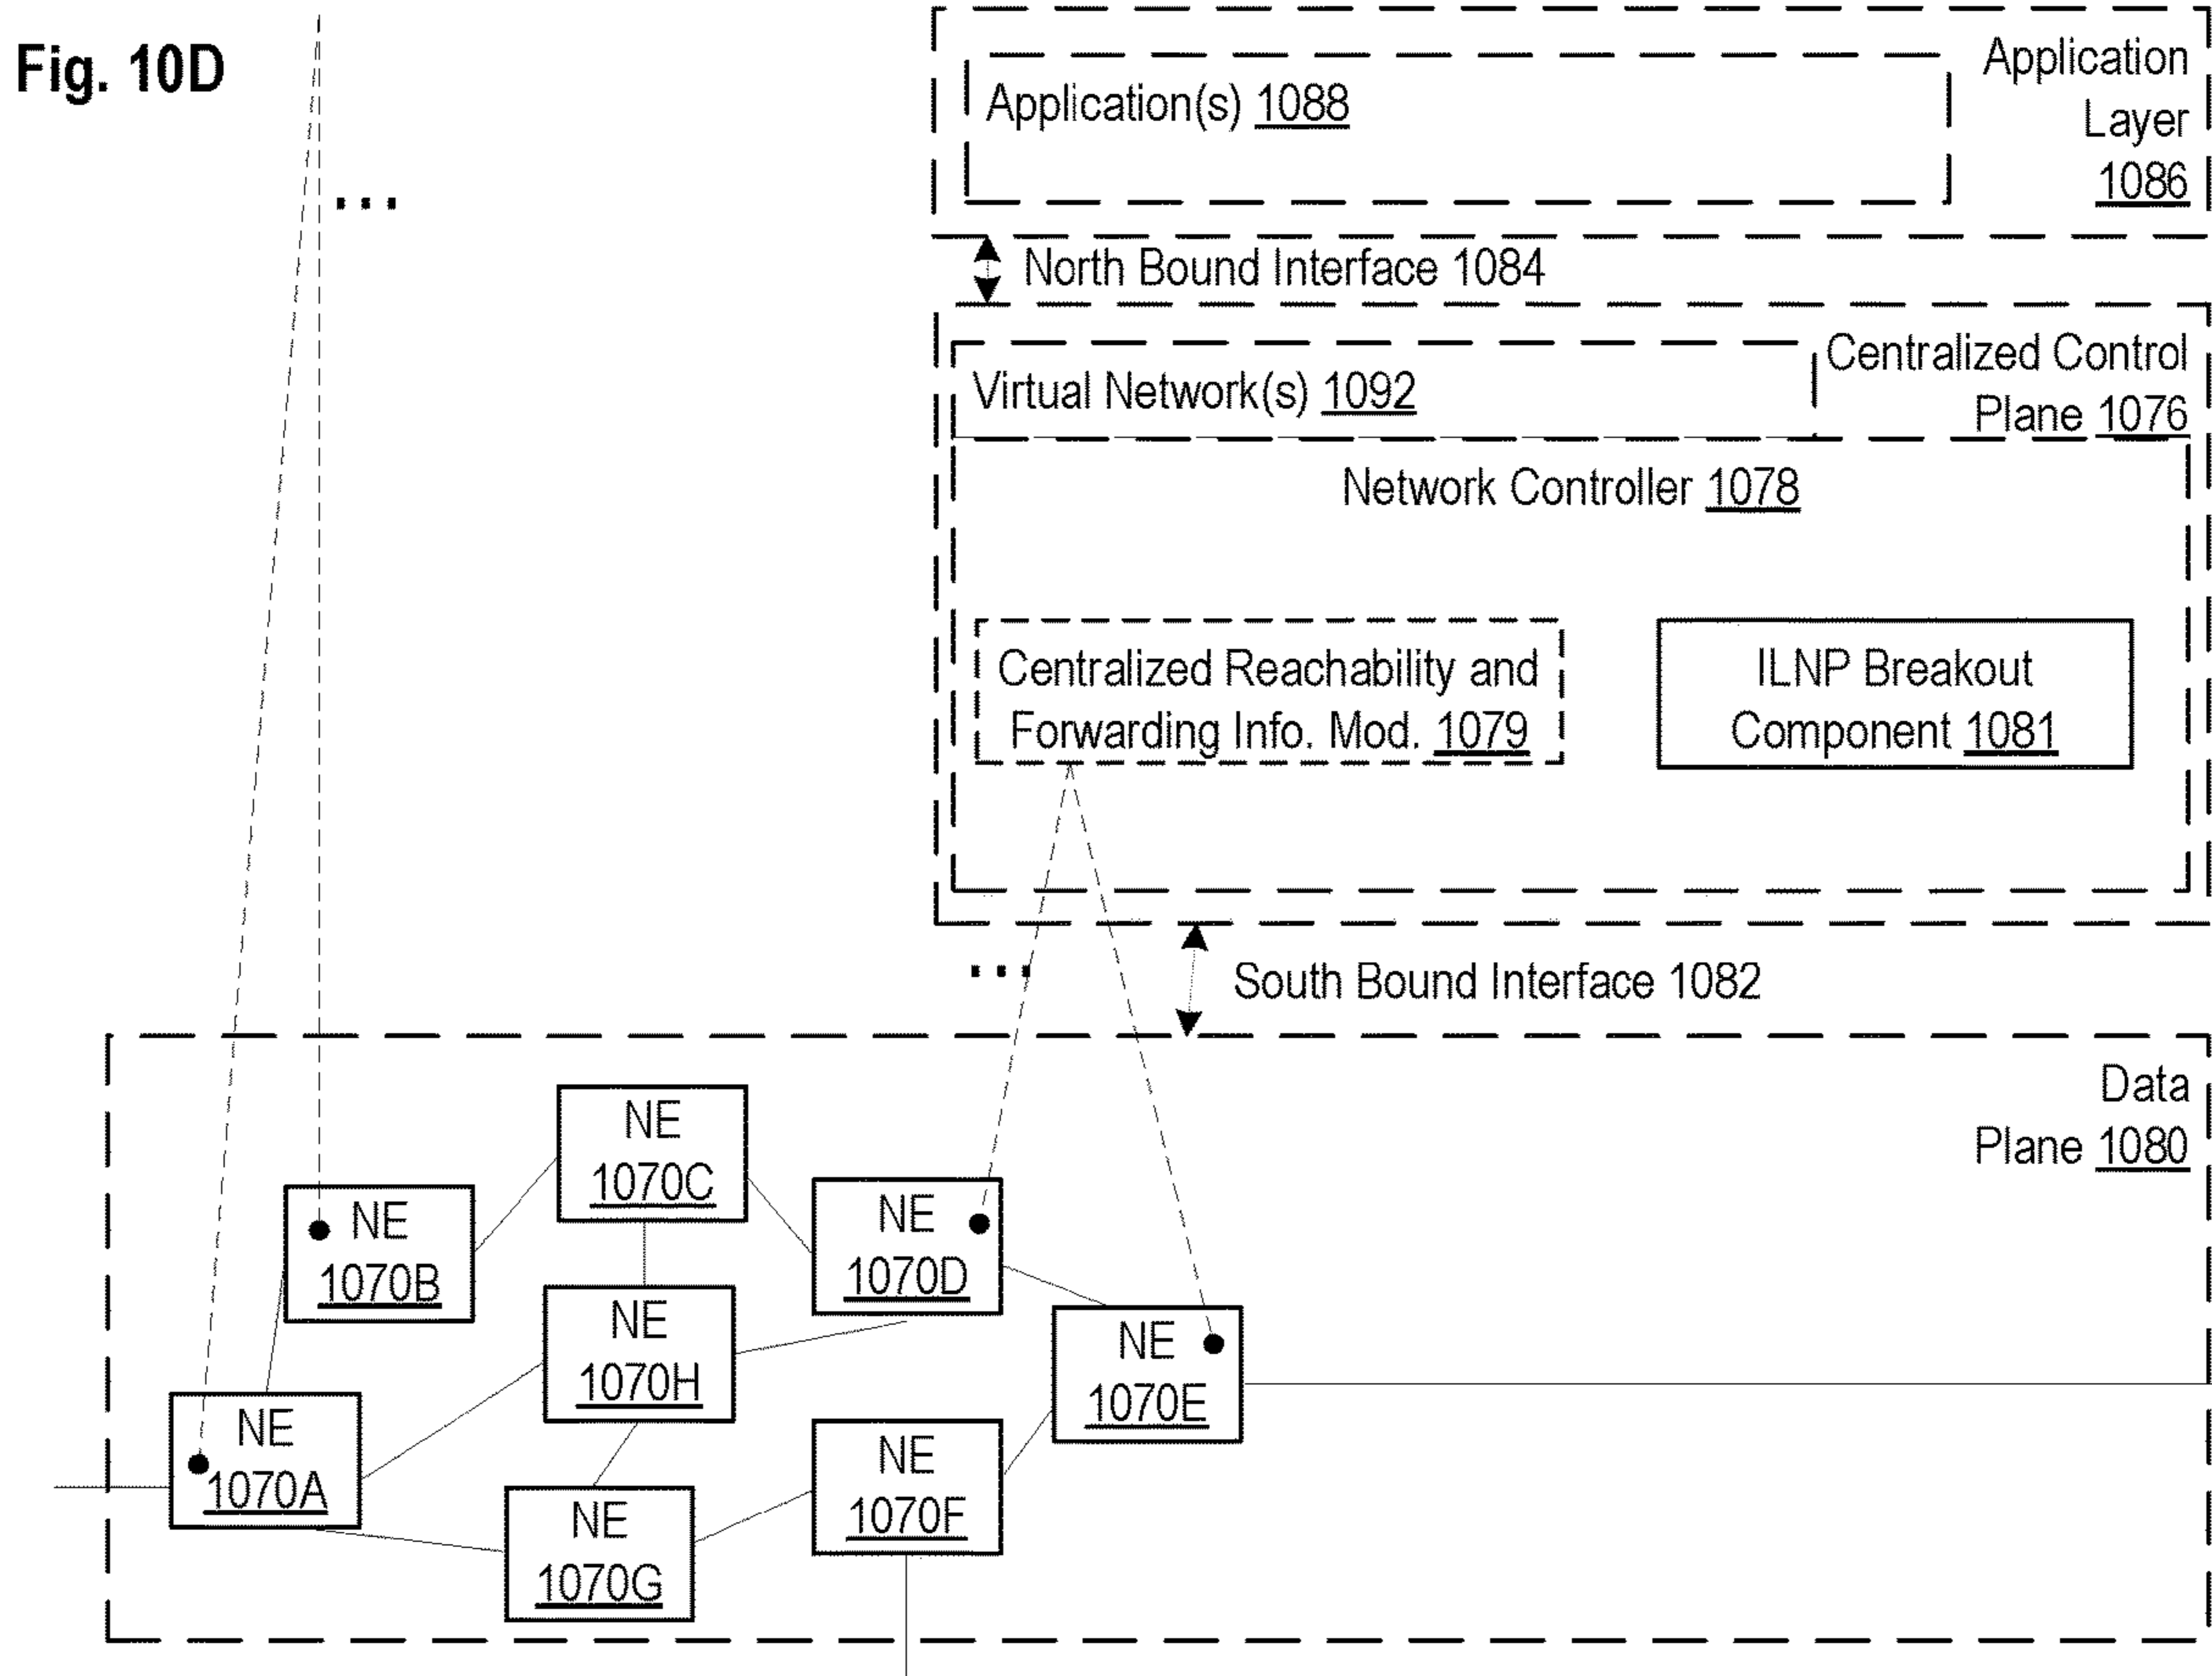 Fig. 10D
Application(s) 1088
Application
Layer
1086
...
North Bound Interface 1084
Virtual Network(s) 1092
Centralized Control
Plane 1076
Network Controller 1078
Centralized Reachability and
Forwarding Info. Mod. 1079
ILNP Breakout
Component 1081
...
South Bound Interface 1082
Data
Plane 1080
NE
1070C
NE
1070B
NE
1070D
NE
1070H
NE
1070E
NE
1070A
NE
1070F
NE
1070G